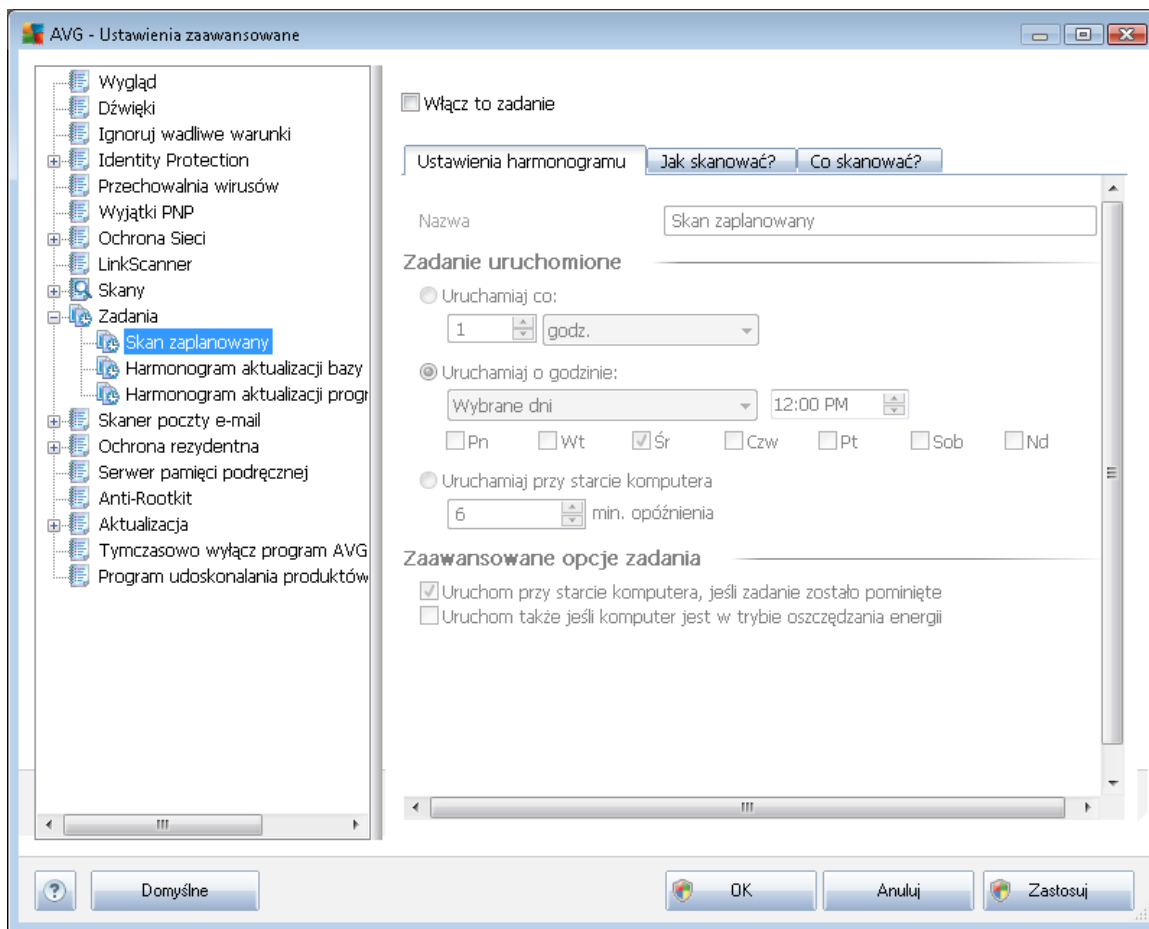 AVG - Ustawienia zaawansowane
Wygląd
Dźwięki
Ignoruj wadliwe warunki
Identity Protection
Przechowalnia wirusów
Wyjątki PNP
Ochrona Sieci
LinkScanner
Skany
Zadania
Skan zaplanowany
Harmonogram aktualizacji bazy
Harmonogram aktualizacji progr
Skaner poczty e-mail
Ochrona rezydentna
Serwer pamięci podręcznej
Anti-Rootkit
Aktualizacja
Tymczasowo wyłącz program AVG
Program udoskonalania produktów
Włącz to zadanie
Ustawienia harmonogramu Jak skanować? Co skanować?
Nazwa Skan zaplanowany
Zadanie uruchomione
Uruchamiaj co:
1 godz.
Uruchamiaj o godzinie:
Wybrane dni 12:00 PM
Pn Wt Śr Czw Pt Sob Nd
Uruchamiaj przy starcie komputera
6 min. opóźnienia
Zaawansowane opcje zadania
Uruchom przy starcie komputera, jeśli zadanie zostało pominięte
Uruchom także jeśli komputer jest w trybie oszczędzania energii
? Domyślne OK Anuluj Zastosuj